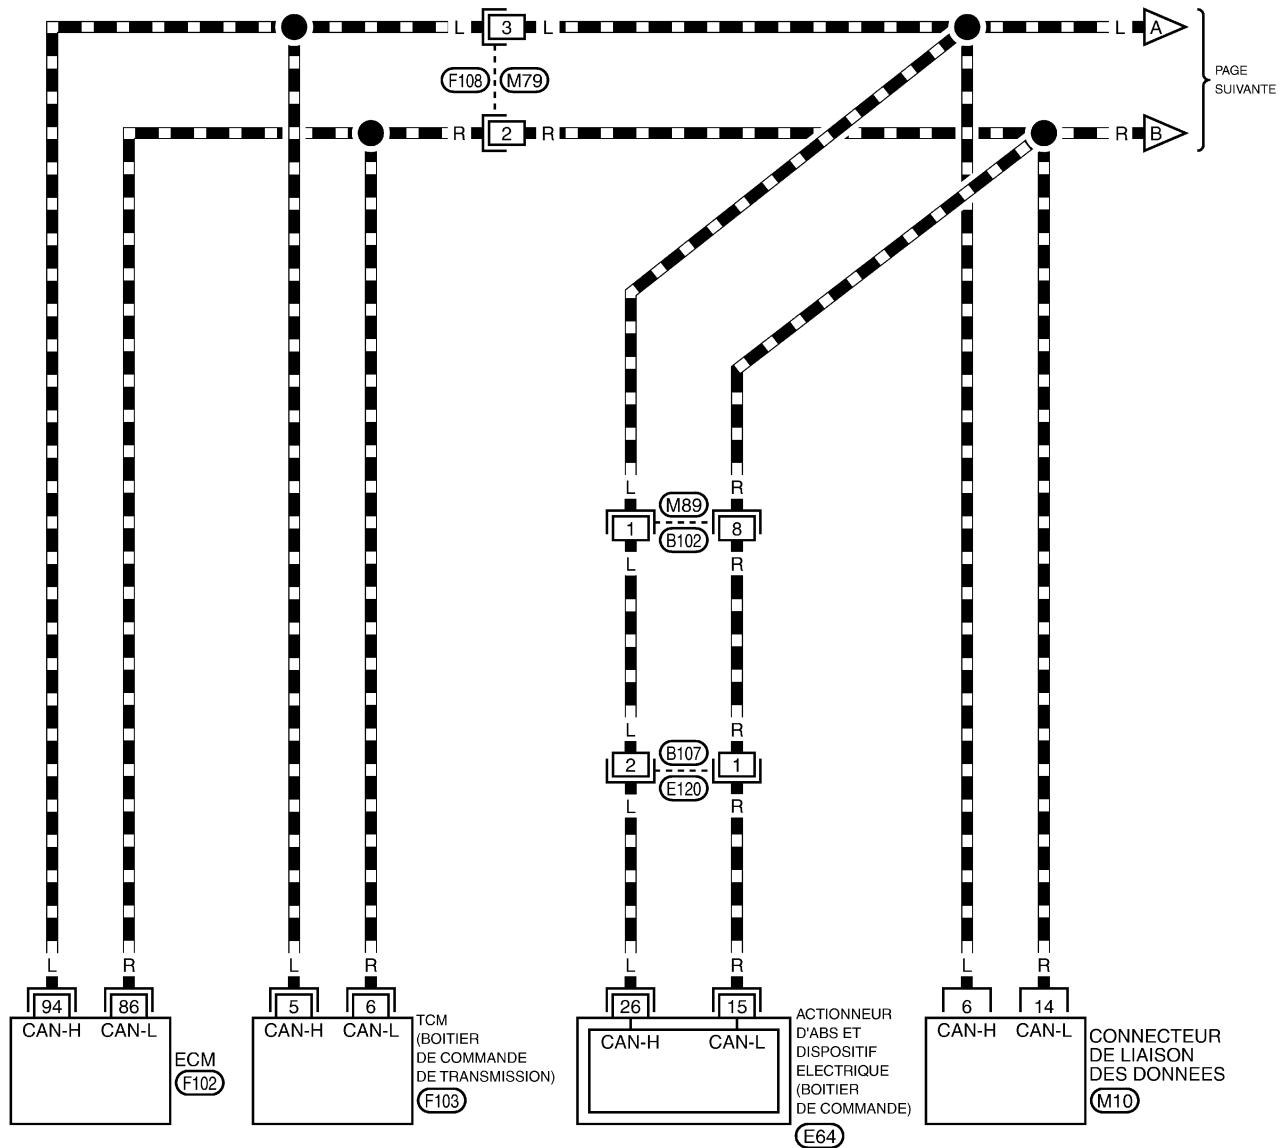 L 3 L L A
F108 M79
PAGE
SUIVANTE
R 2 R R B
L R
M89
1 8
B102
L R
L R
B107
2 1
E120
L R
L R L R L R L R
94 86 5 6 26 15 6 14
CAN-H CAN-L
ECM
F102
CAN-H CAN-L
TCM
(BOITIER
DE COMMANDE
DE TRANSMISSION)
F103
CAN-H CAN-L
ACTIONNEUR
D'ABS ET
DISPOSITIF
ELECTRIQUE
(BOITIER
DE COMMANDE)
E64
CAN-H CAN-L
CONNECTEUR
DE LIAISON
DES DONNEES
M10